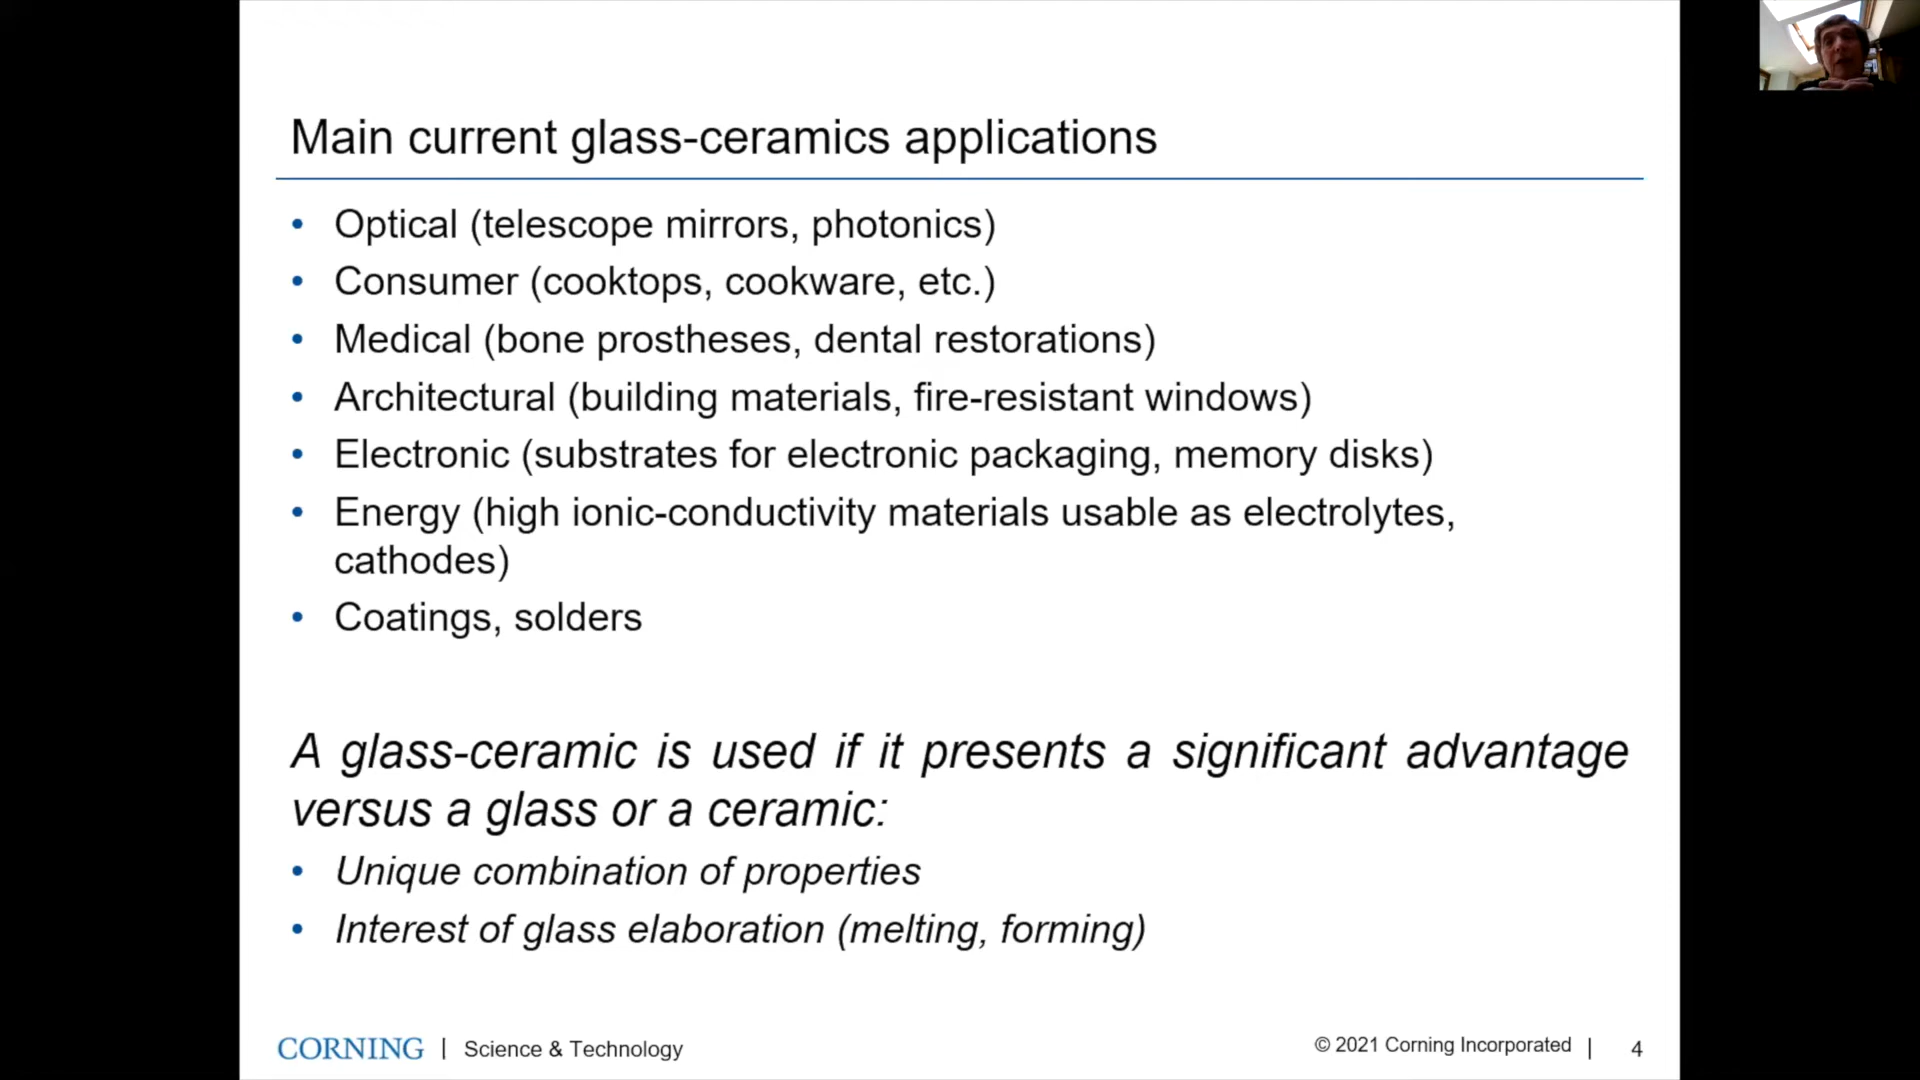 Main current glass-ceramics applications
• Optical (telescope mirrors, photonics)
• Consumer (cooktops, cookware, etc.)
• Medical (bone prostheses, dental restorations)
• Architectural (building materials, fire-resistant windows)
• Electronic (substrates for electronic packaging, memory disks)
• Energy (high ionic-conductivity materials usable as electrolytes,
cathodes)
• Coatings, solders
A glass-ceramic is used if it presents a significant advantage
versus a glass or a ceramic:
• Unique combination of properties
• Interest of glass elaboration (melting, forming)
CORNING | Science & Technology
© 2021 Corning Incorporated | 4